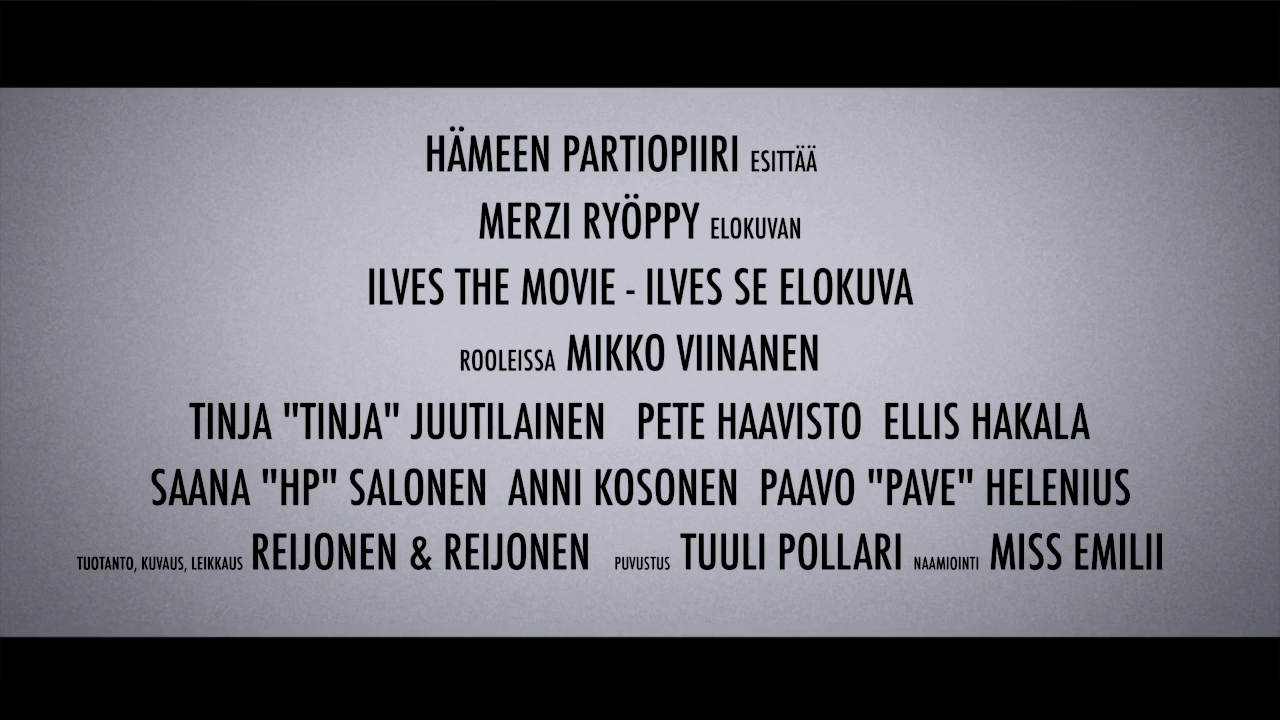 HÄMEEN PARTIOPIIRI ESITTÄÄ
MERZI RYÖPPY ELOKUVAN
ILVES THE MOVIE - ILVES SE ELOKUVA
ROOLEISSA MIKKO VIINANEN
TINJA "TINJA" JUUTILAINEN PETE HAAVISTO ELLIS HAKALA
SAANA "HP" SALONEN ANNI KOSONEN PAAVO "PAVE" HELENIUS
TUOTANTO, KUVAUS, LEIKKAUS REIJONEN & REIJONEN PUVUSTUS TUULI POLLARI NAAMIOINTI MISS EMILII